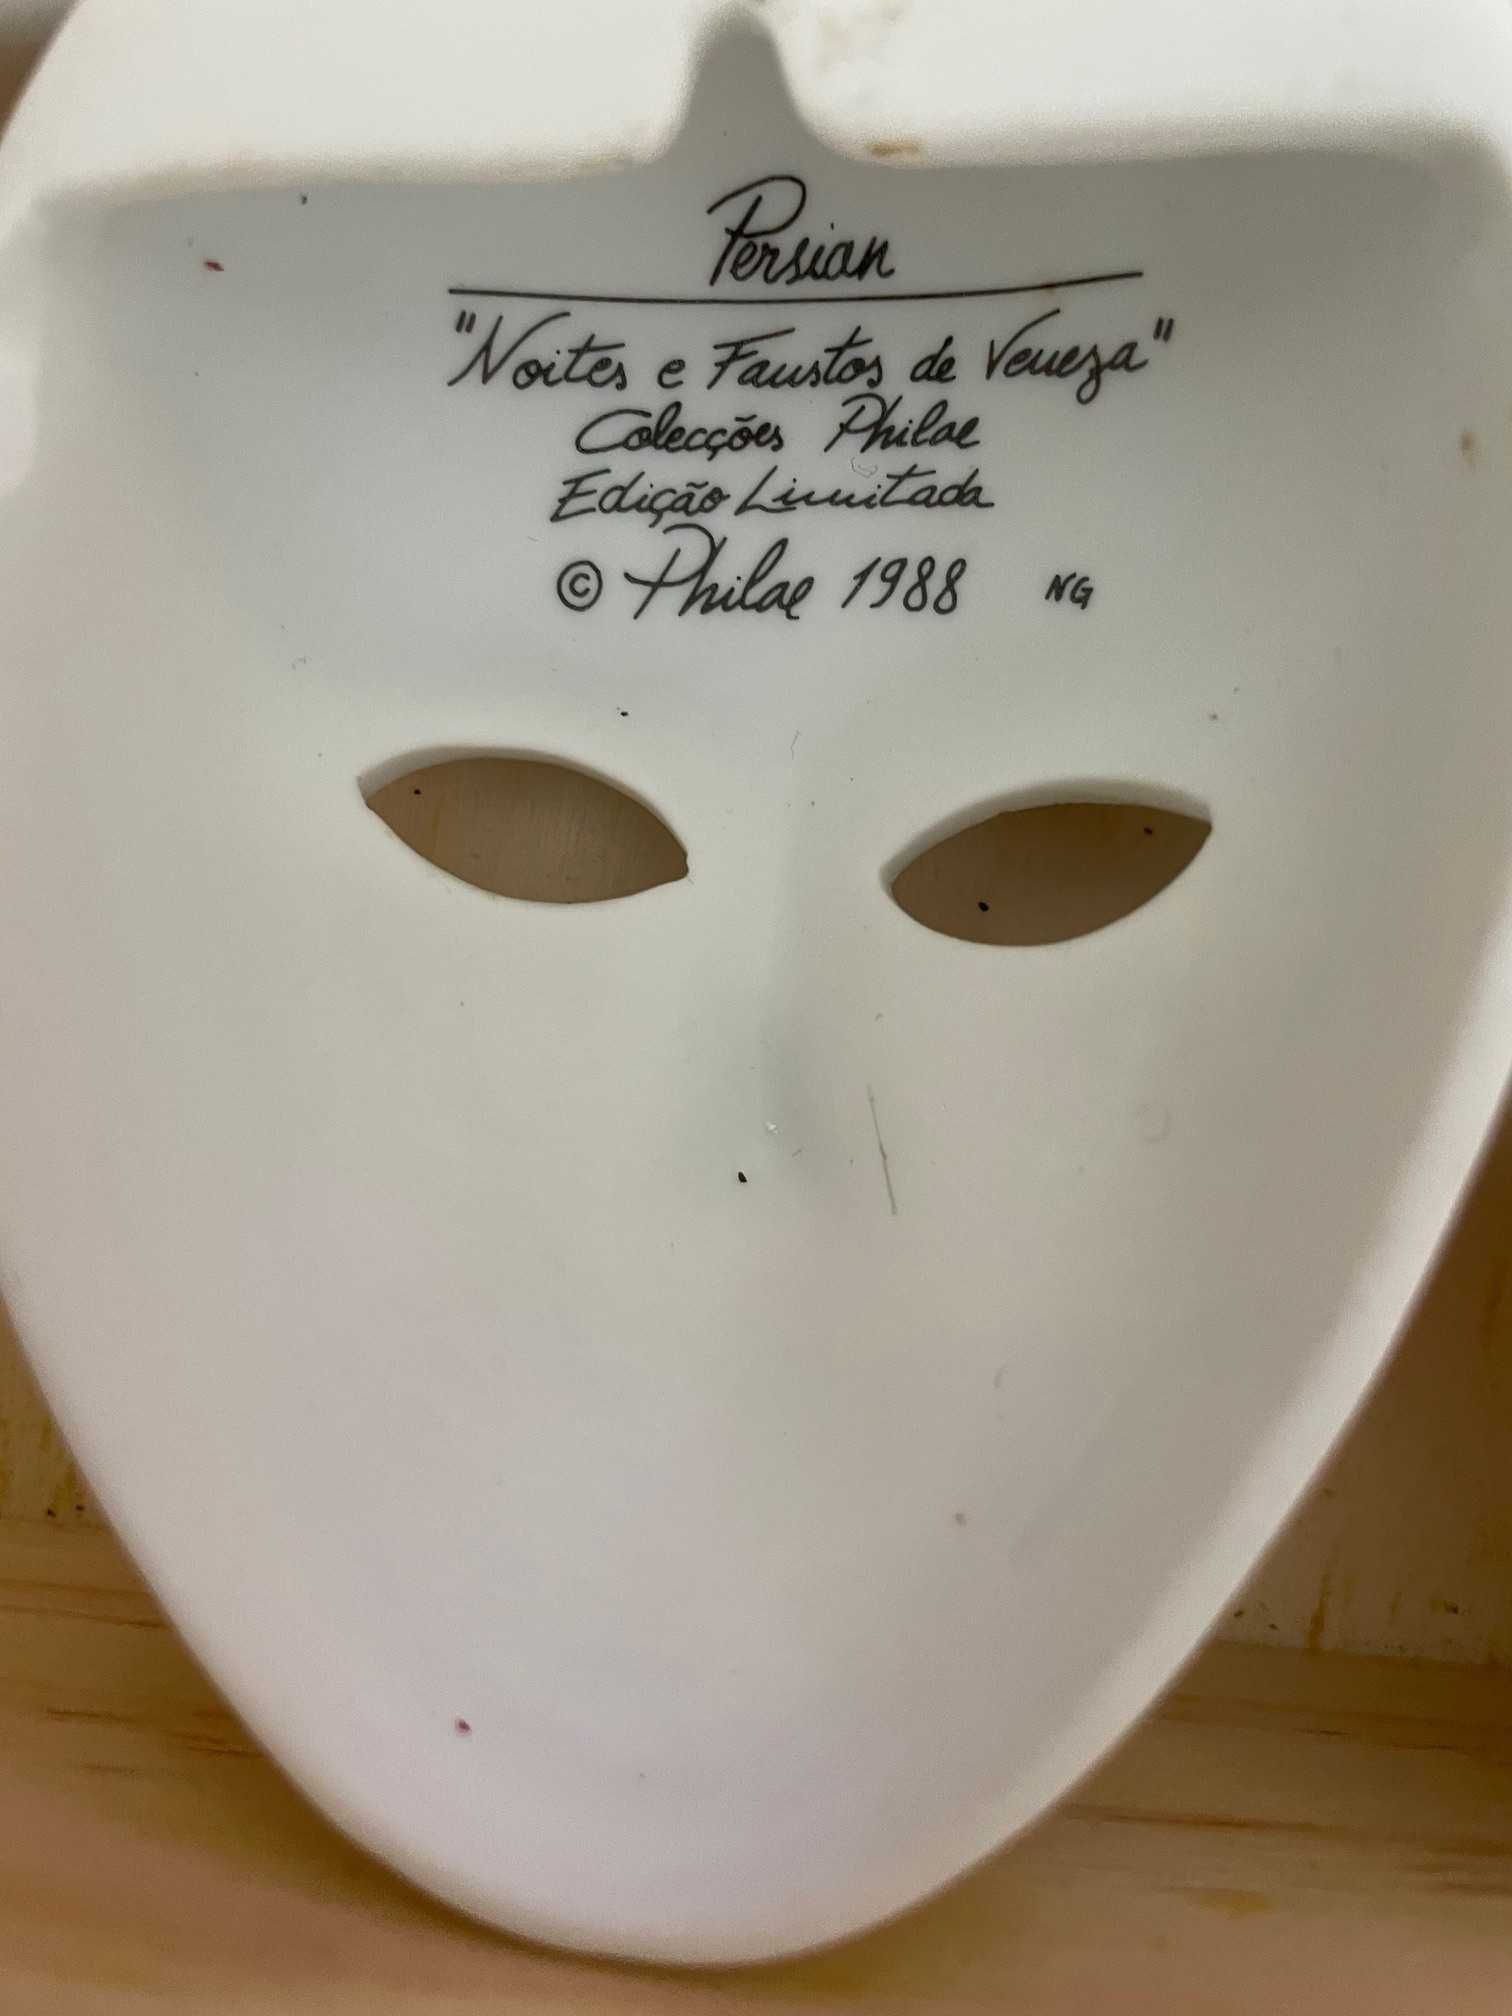 Persian
"Noites e Faustos de Veneza"
Colecções Philae
Edição Limitada
© Philae 1988 NG